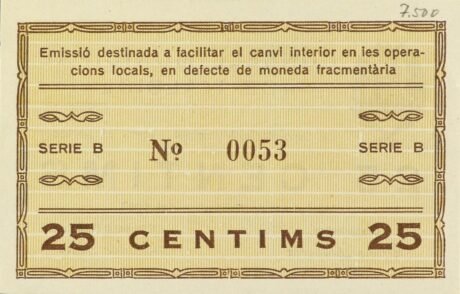 7.500
Emissió destinada a facilitar el canvi interior en les opera-
cions locals, en defecte de moneda fracmentària
SERIE B Nº 0053 SERIE B
25 CENTIMS 25